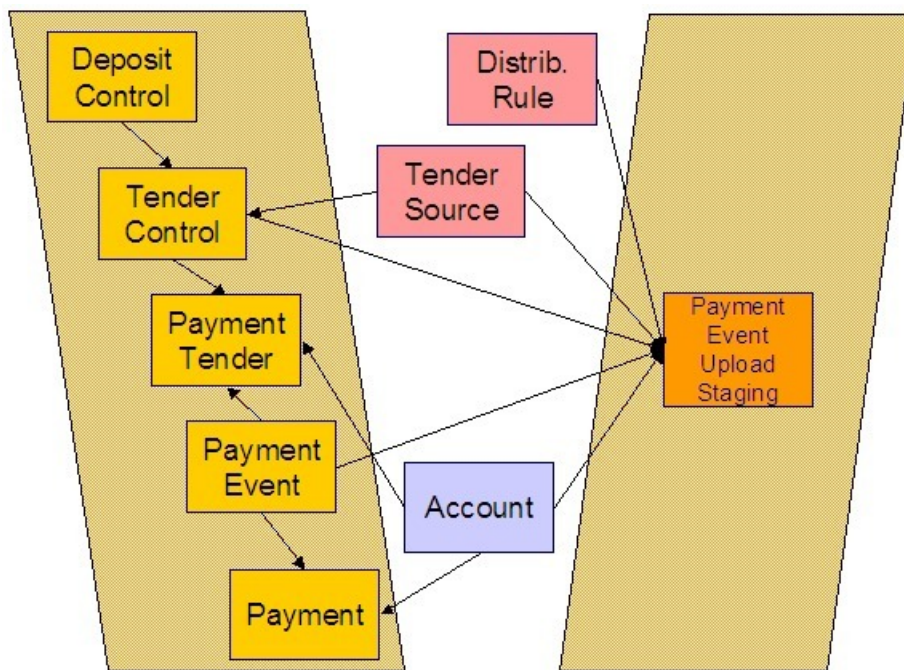 Deposit
Control
Distrib.
Rule
Tender
Control
Tender
Source
Payment
Tender
Payment
Event
Upload
Staging
Payment
Event
Account
Payment